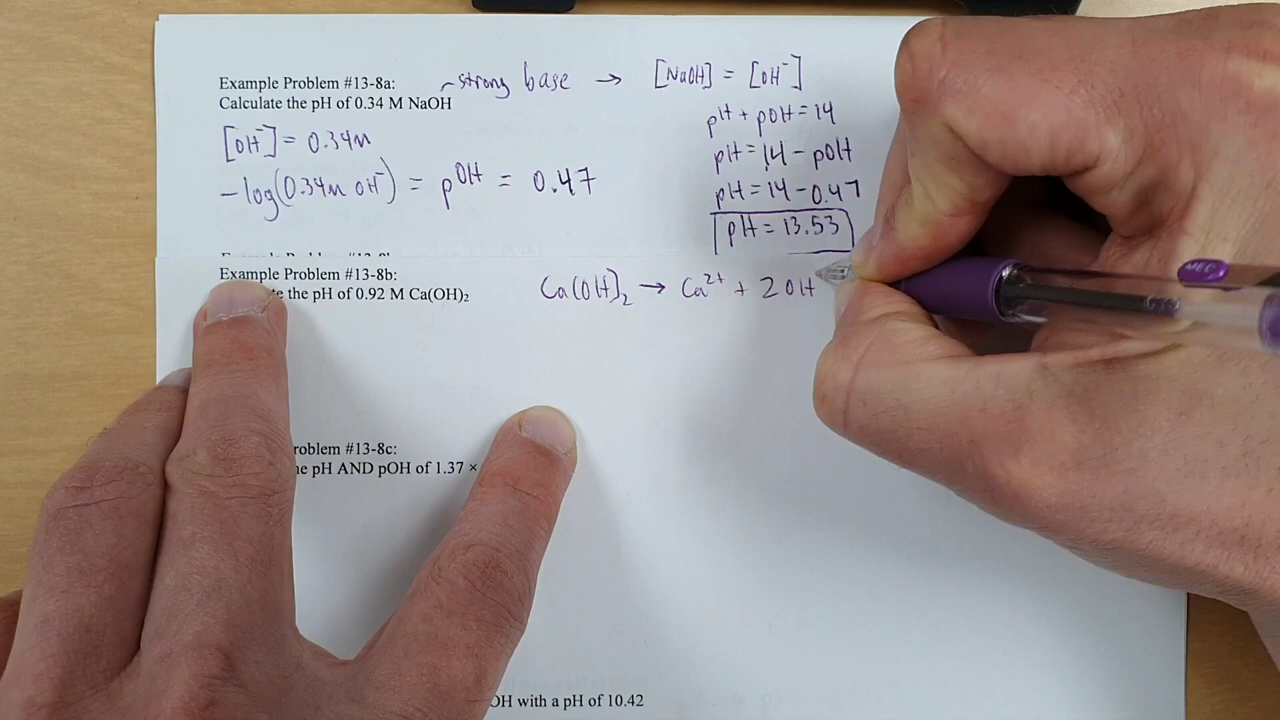 Example Problem #13-8a:
Calculate the pH of 0.34 M NaOH
strong base → [NaOH] = [OH⁻]
[OH⁻] = 0.34M
-log(0.34M OH⁻) = pOH = 0.47
pH + pOH = 14
pH = 14 - pOH
pH = 14 - 0.47
pH = 13.53
Example Problem #13-8b:
the pH of 0.92 M Ca(OH)₂
Ca(OH)₂ → Ca²⁺ + 2OH
roblem #13-8c:
he pH AND pOH of 1.37 ×
OH with a pH of 10.42